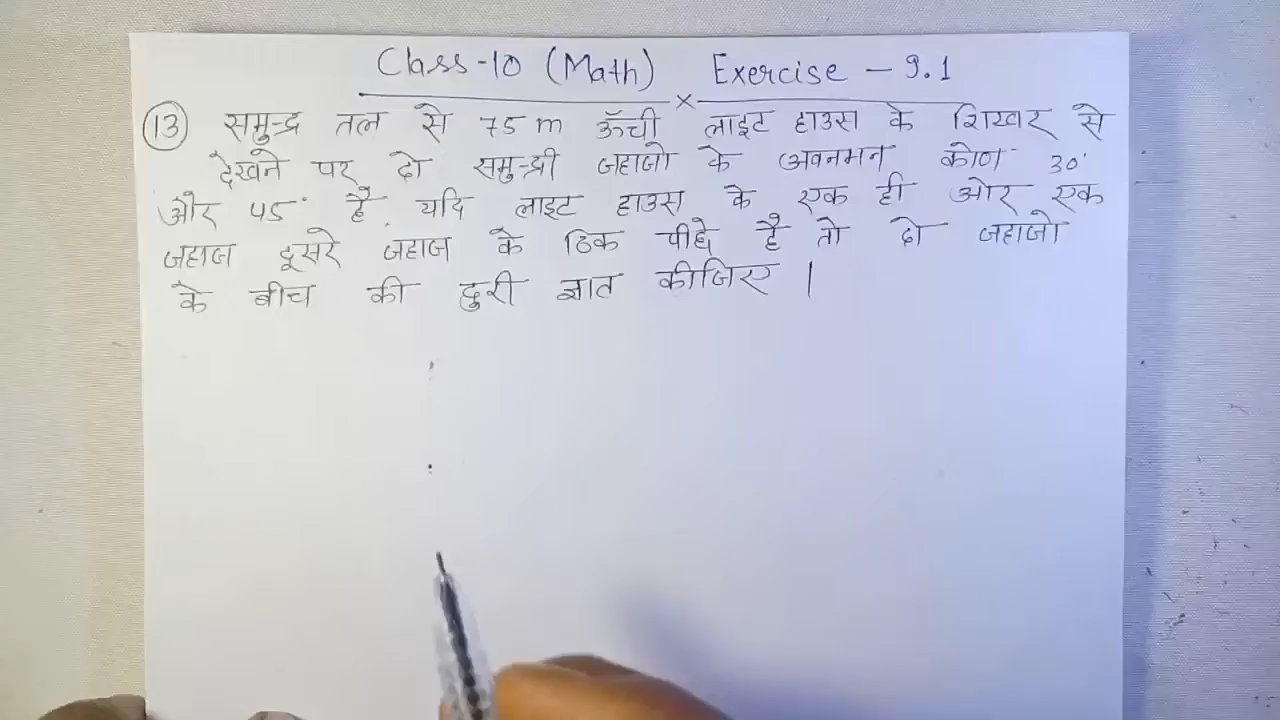 Class-10 (Math) Exercise - 9.1
×
13 समुन्द्र तल से 75 m ऊँची लाइट हाउस के शिखर से
देखने पर दो समुन्द्री जहाजो के अवनमन कोण 30°
और 45° है. यदि लाइट हाउस के एक ही ओर एक
जहाज दूसरे जहाज के ठिक पीछे है तो दो जहाजो
के बीच की दुरी ज्ञात कीजिए |